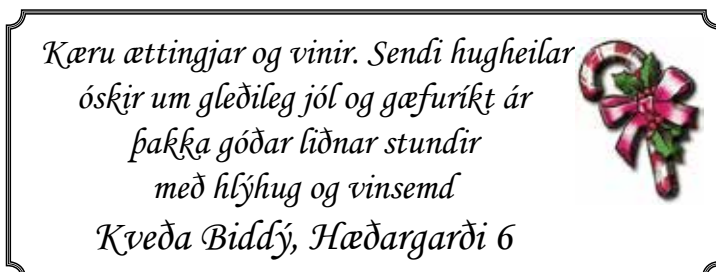 Kæru ættingjar og vinir. Sendi hugheilar
óskir um gleðileg jól og gæfuríkt ár
þakka góðar liðnar stundir
með hlýhug og vinsemd
Kveða Biddý, Hæðargarði 6